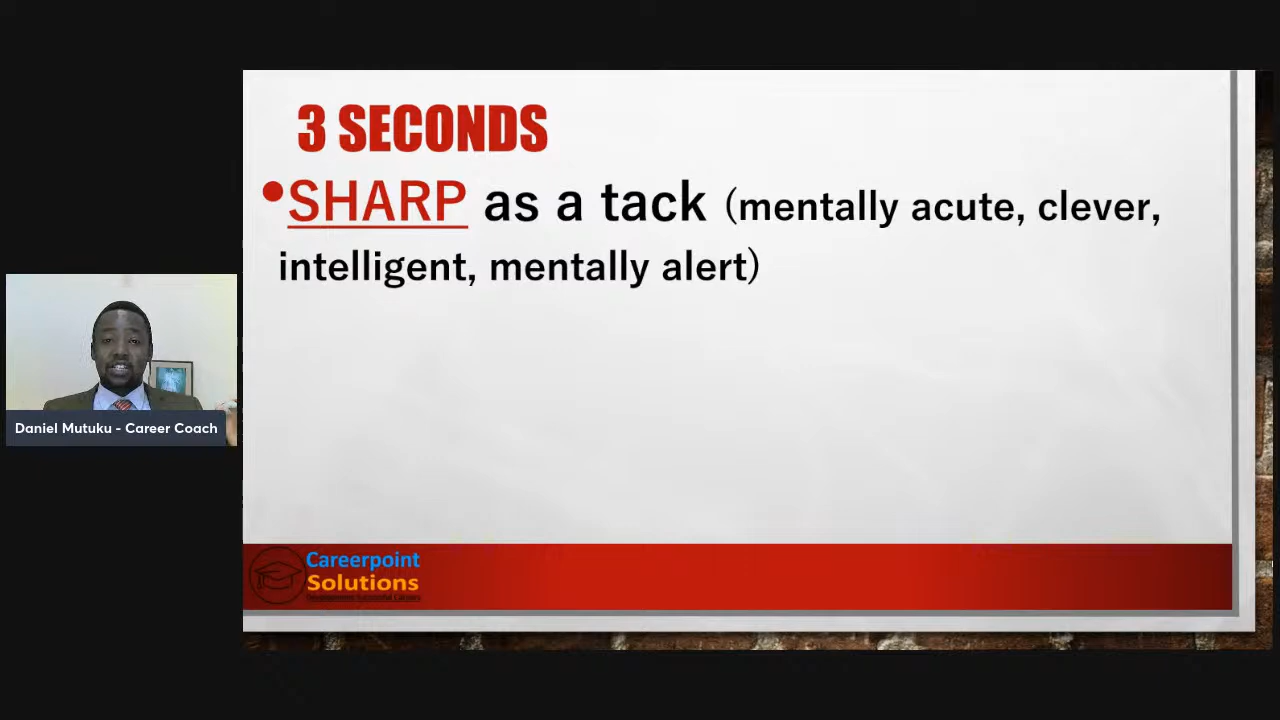 3 SECONDS
•SHARP as a tack (mentally acute, clever,
intelligent, mentally alert)
Daniel Mutuku - Career Coach
Careerpoint
Solutions